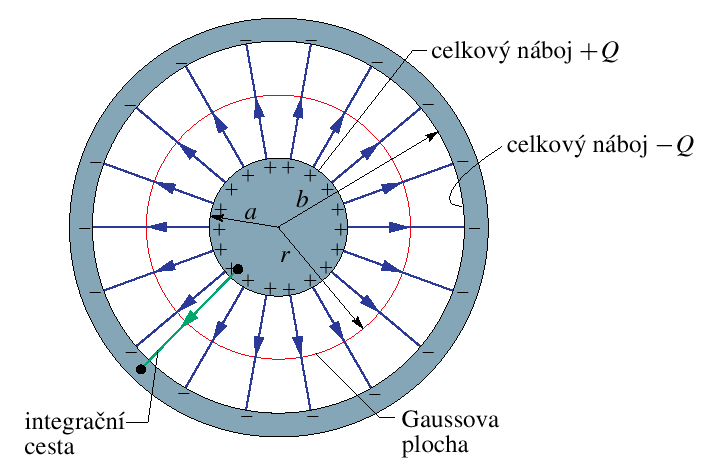 celkový náboj +Q
celkový náboj −Q
b
a
r
integrační
cesta
Gaussova
plocha